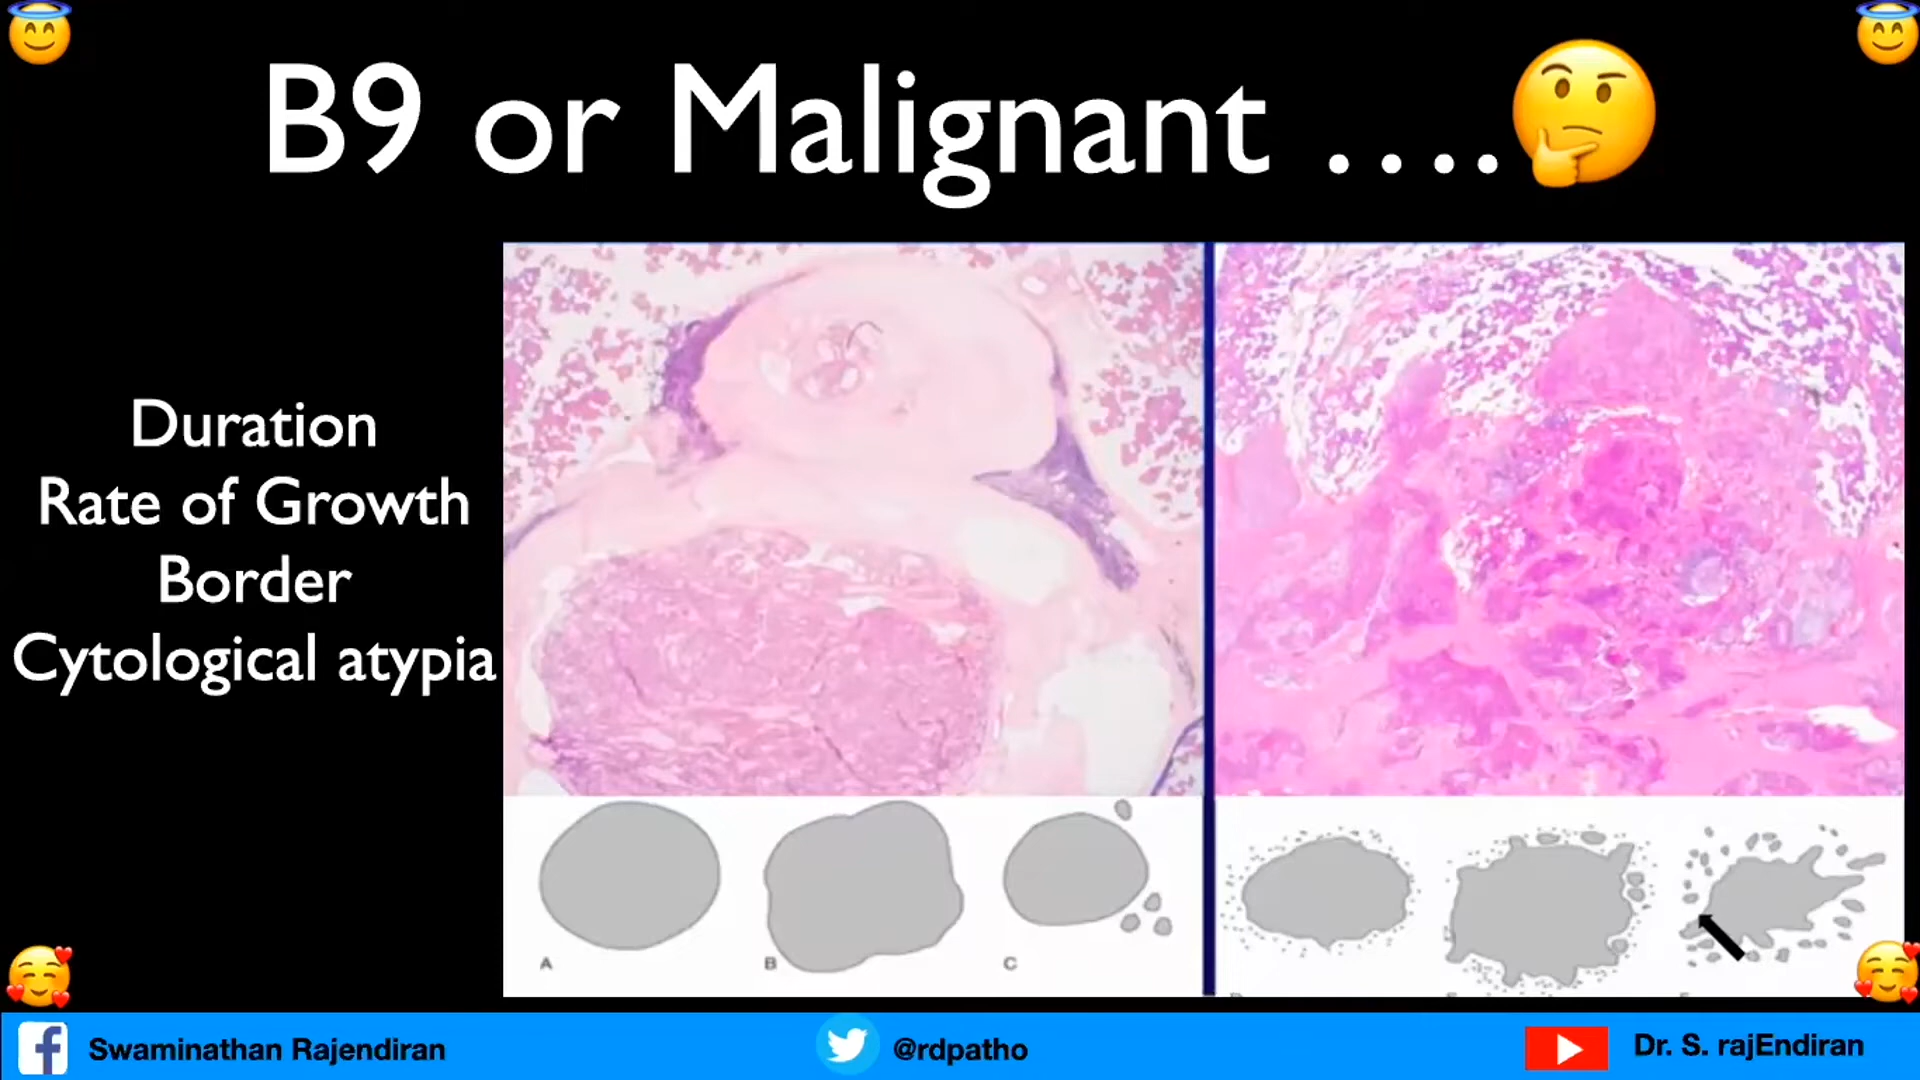 B9 or Malignant ....
Duration
Rate of Growth
Border
Cytological atypia
A
B
C
Swaminathan Rajendiran
@rdpatho
Dr. S. rajEndiran